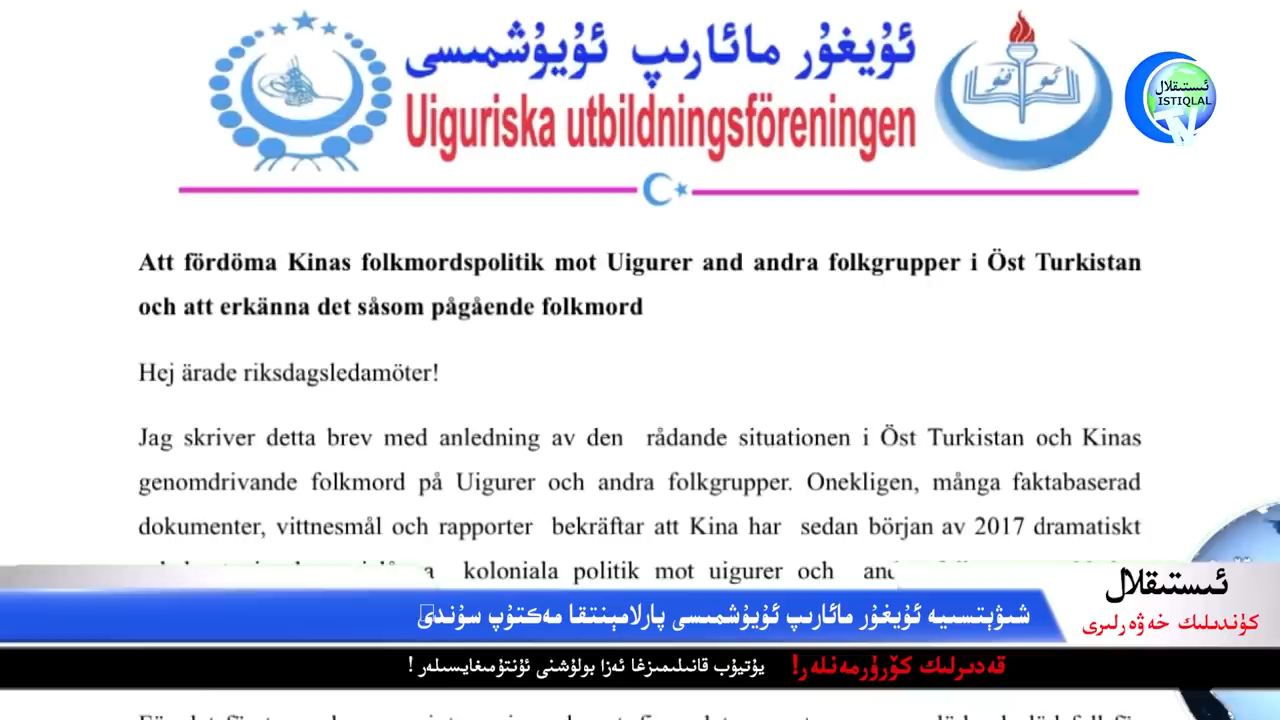 ئۇيغۇر مائارىپ ئۇيۇشمىسى
Uiguriska utbildningsföreningen
ئىستىقلال
ISTIQLAL
TV
Att fördöma Kinas folkmordspolitik mot Uigurer and andra folkgrupper i Öst Turkistan
och att erkänna det såsom pågående folkmord
Hej ärade riksdagsledamöter!
Jag skriver detta brev med anledning av den rådande situationen i Öst Turkistan och Kinas
genomdrivande folkmord på Uigurer och andra folkgrupper. Onekligen, många faktabaserad
dokumenter, vittnesmål och rapporter bekräftar att Kina har sedan början av 2017 dramatiskt
koloniala politik mot uigurer och
ئىستىقلال
كۈندىلىك خەۋەرلىرى
شىۋېتسىيە ئۇيغۇر مائارىپ ئۇيۇشمىسى پارلامېنتقا مەكتۇپ سۇندى
قەدىرلىك كۆرۈرمەنلەر! يۇتيۇب قانىلىمىزغا ئەزا بولۇشنى ئۇنتۇمىغايسىلەر !